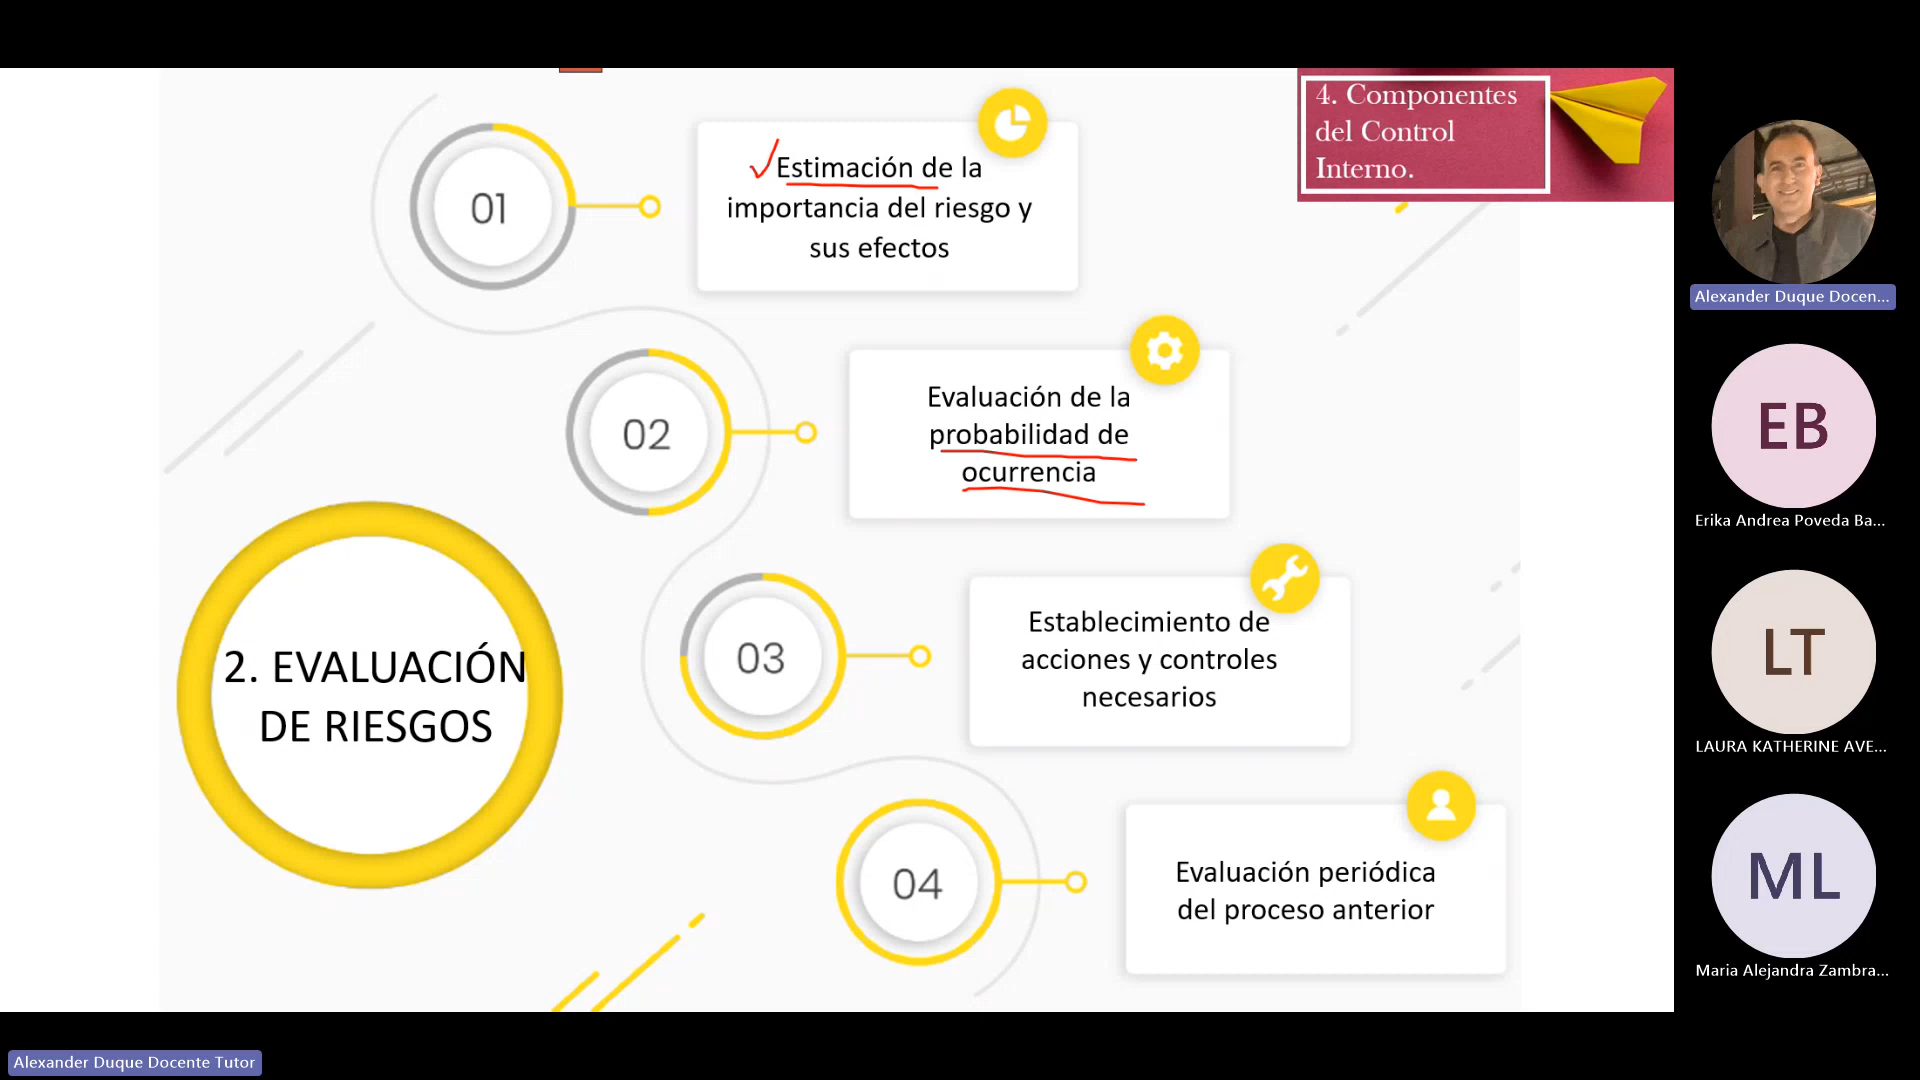 4. Componentes
del Control
Interno.
01
Estimación de la
importancia del riesgo y
sus efectos
02
Evaluación de la
probabilidad de
ocurrencia
03
Establecimiento de
acciones y controles
necesarios
04
Evaluación periódica
del proceso anterior
2. EVALUACIÓN
DE RIESGOS
Alexander Duque Docen...
EB
Erika Andrea Poveda Ba...
LT
LAURA KATHERINE AVE...
ML
Maria Alejandra Zambra...
Alexander Duque Docente Tutor